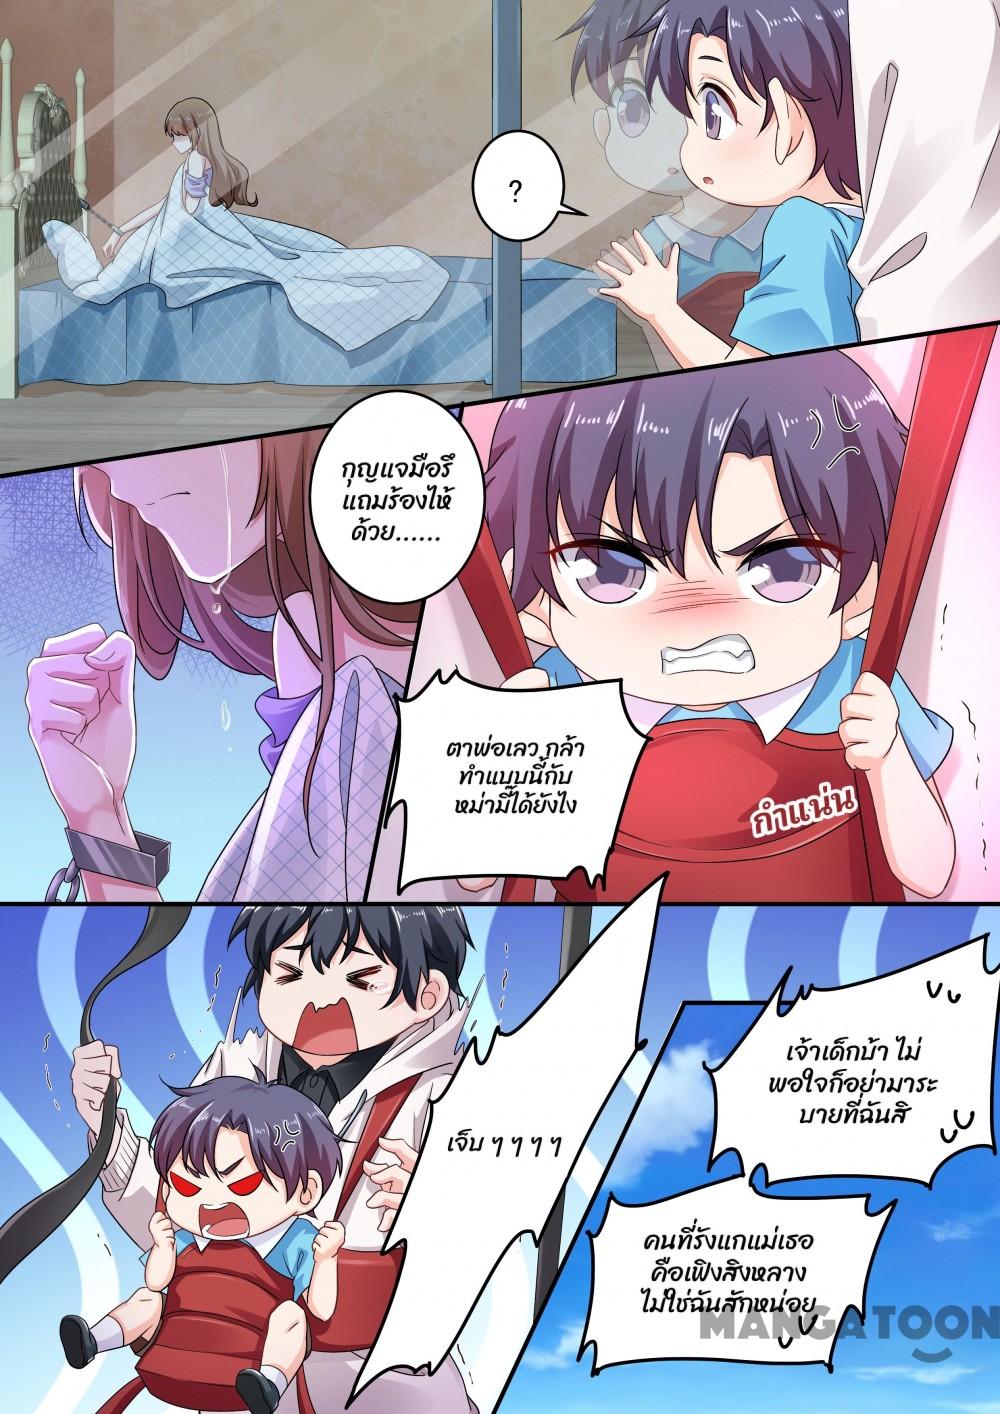 ?
กุญแจมือรึ
แถมร้องไห้
ด้วย......
ตาพ่อเลว กล้า
ทำแบบนี้กับ
หม่ามี้ได้ยังไง
กำแน่น
เจ็บ ๆ ๆ ๆ ๆ
เจ้าเด็กบ้า ไม่
พอใจก็อย่ามาระ
บายที่ฉันสิ
คนที่รังแกแม่เธอ
คือเฟิงสิงหลาง
ไม่ใช่ฉันสักหน่อย
MANGATOON